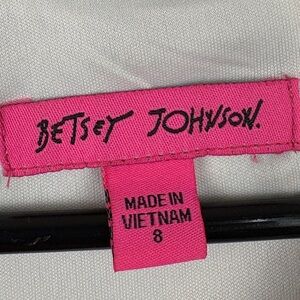 BETSEY JOHNSON.
MADE IN
VIETNAM
8